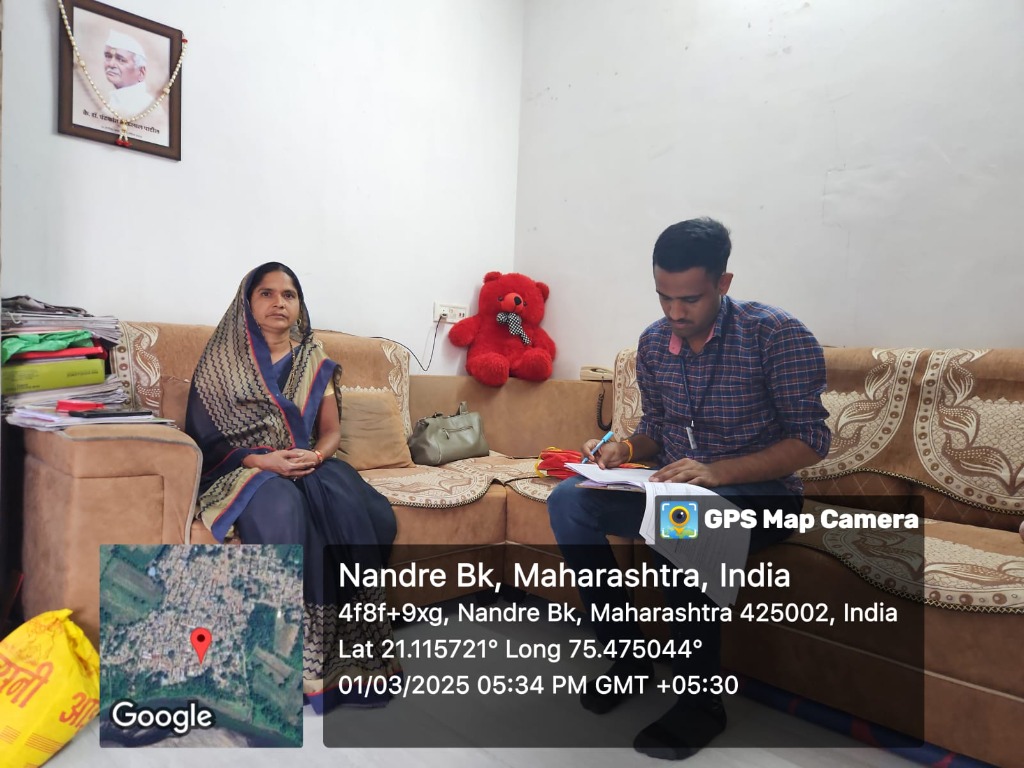 GPS Map Camera
Nandre Bk, Maharashtra, India
4f8f+9xg, Nandre Bk, Maharashtra 425002, India
Lat 21.115721° Long 75.475044°
01/03/2025 05:34 PM GMT +05:30
Google